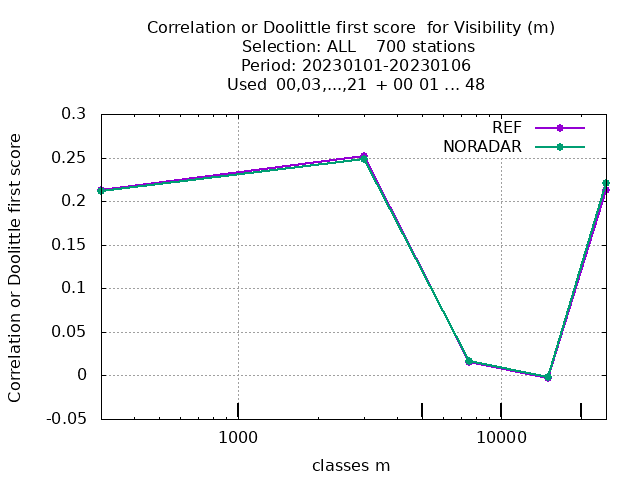 Correlation or Doolittle first score for Visibility (m)
Selection: ALL 700 stations
Period: 20230101-20230106
Used 00,03,...,21 + 00 01 ... 48
Correlation or Doolittle first score
0.3
0.25
0.2
0.15
0.1
0.05
0
-0.05
REF
NORADAR
1000
10000
classes m